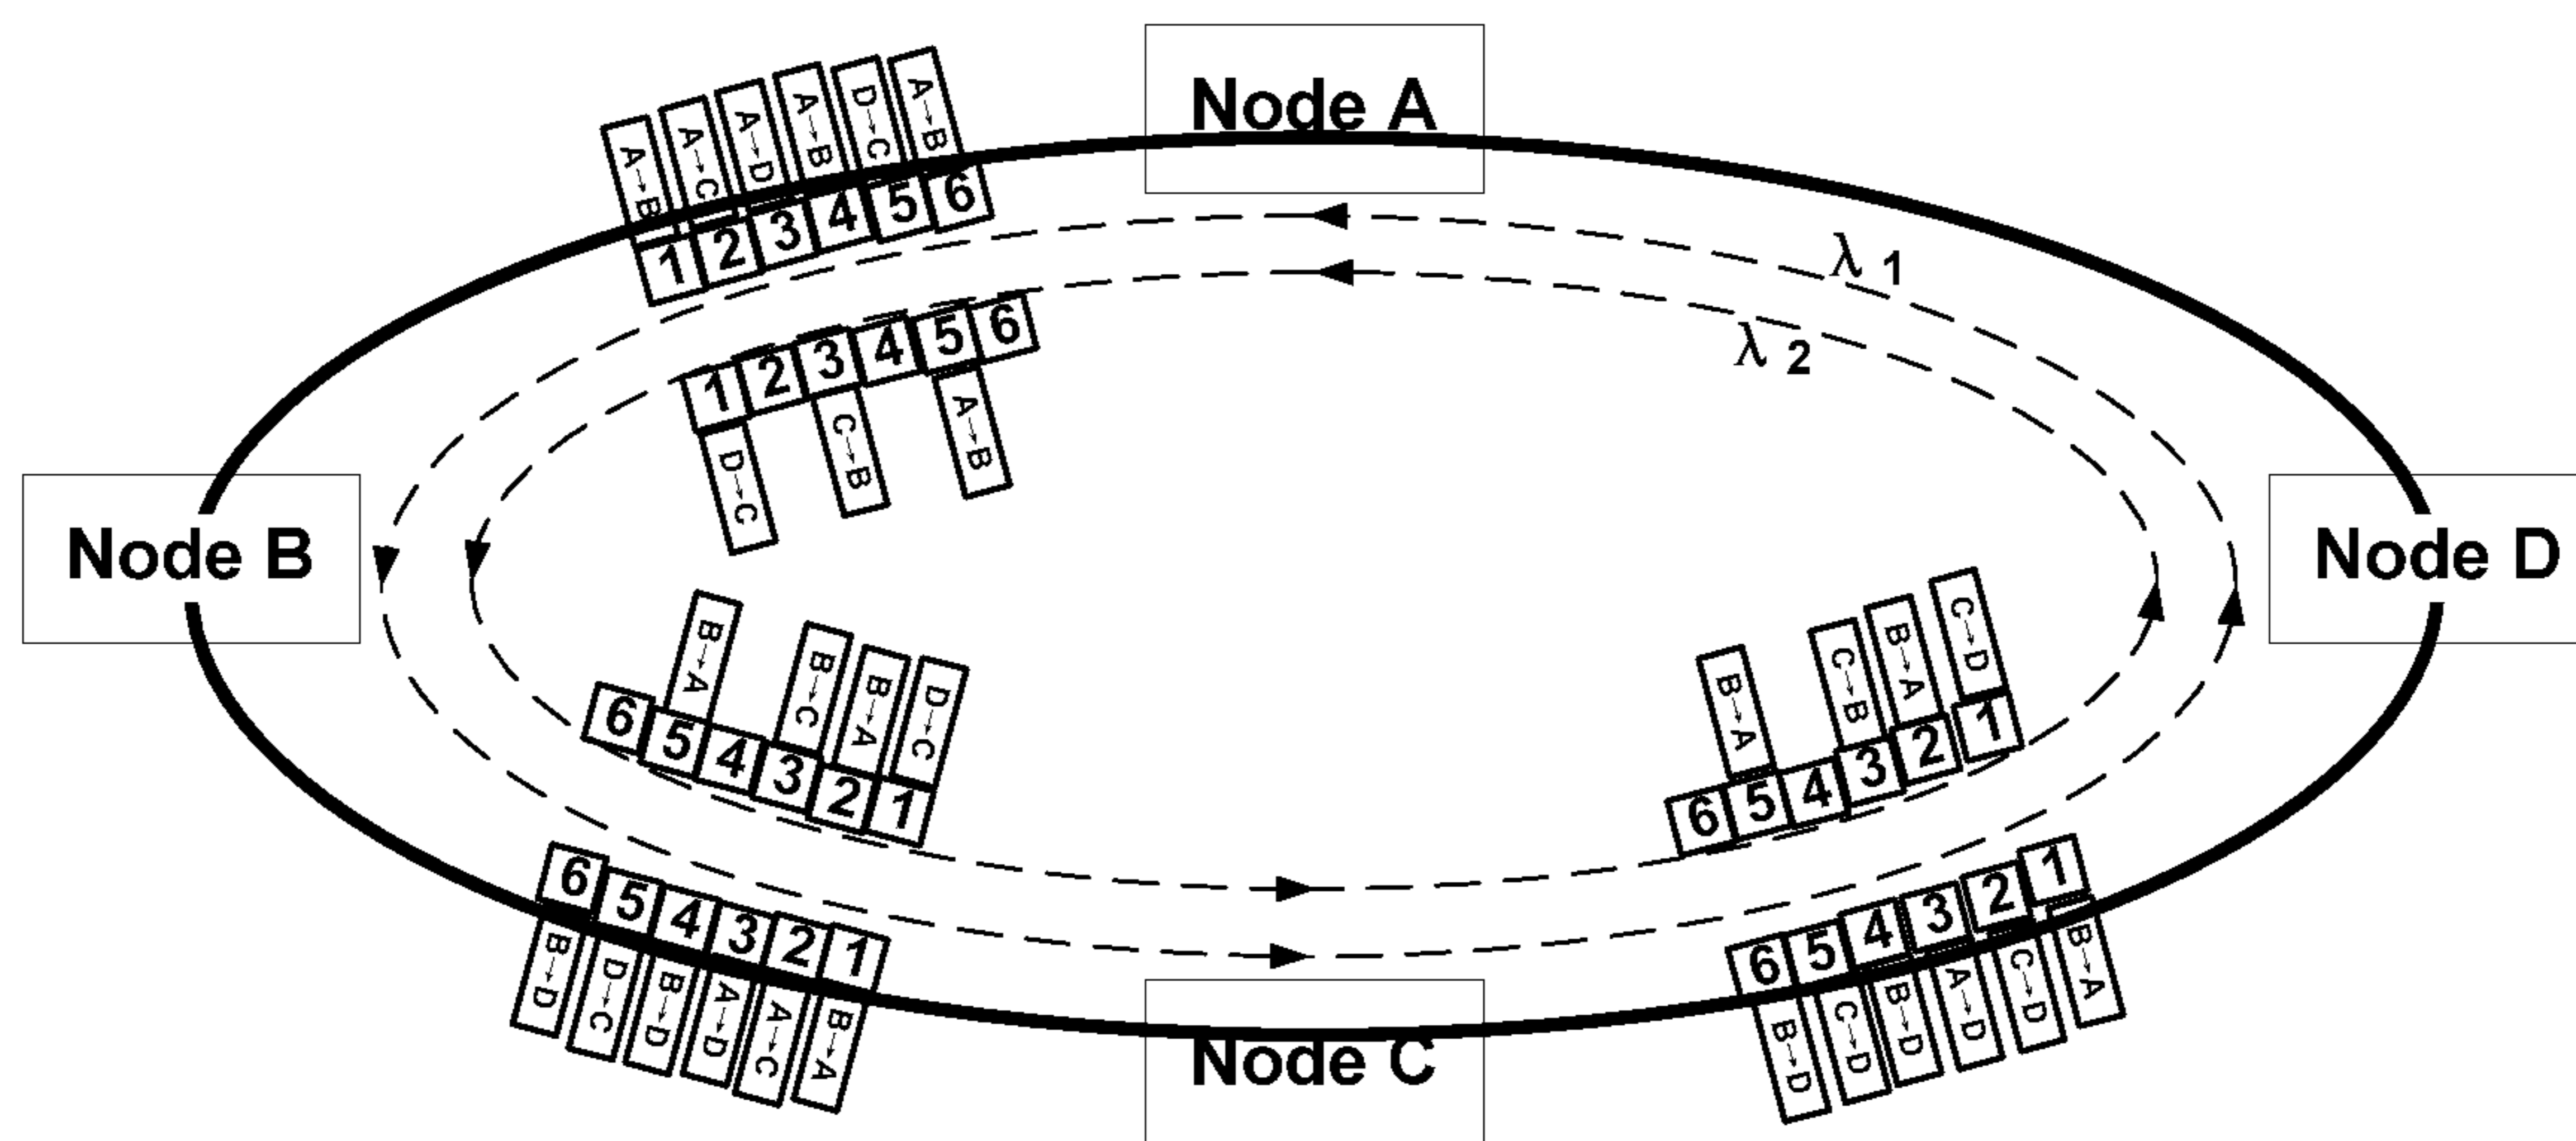 Node A
A→B
A→C
A→D
A→B
D→C
A→B
1 2 3 4 5 6
λ 1
λ 2
1 2 3 4 5 6
D→C
C→B
A→B
Node B
Node D
B→A
B→C
B→A
D→C
6 5 4 3 2 1
B→A
C→B
B→A
C→D
6 5 4 3 2 1
6 5 4 3 2 1
B→D
D→C
B→D
A→D
A→C
B→A
6 5 4 3 2 1
B→D
C→D
B→D
A→D
C→D
B→A
Node C